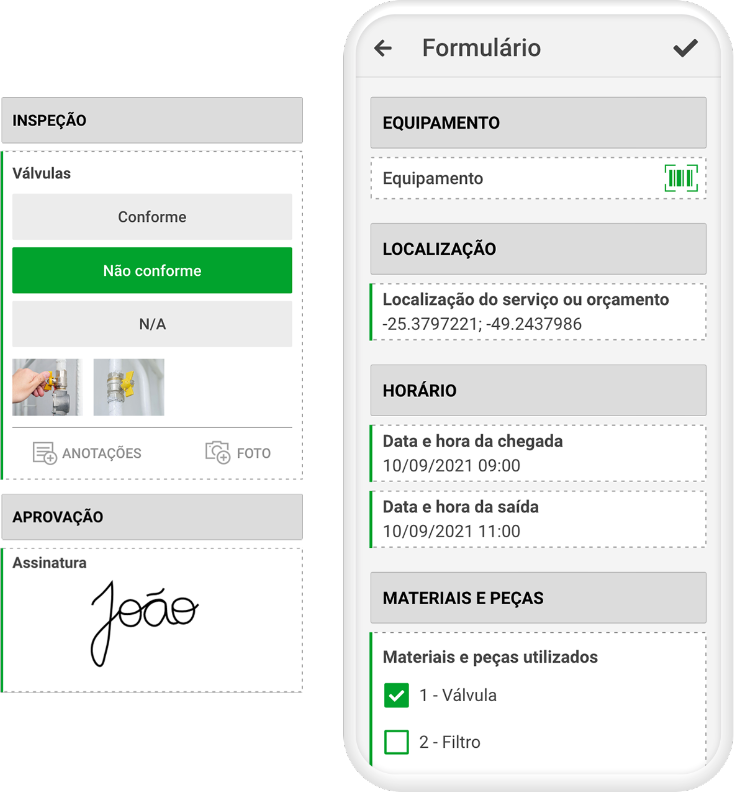 INSPEÇÃO
Válvulas
Conforme
Não conforme
N/A
ANOTAÇÕES
FOTO
APROVAÇÃO
Assinatura
João
Formulário
EQUIPAMENTO
Equipamento
LOCALIZAÇÃO
Localização do serviço ou orçamento
-25.3797221; -49.2437986
HORÁRIO
Data e hora da chegada
10/09/2021 09:00
Data e hora da saída
10/09/2021 11:00
MATERIAIS E PEÇAS
Materiais e peças utilizados
1 - Válvula
2 - Filtro